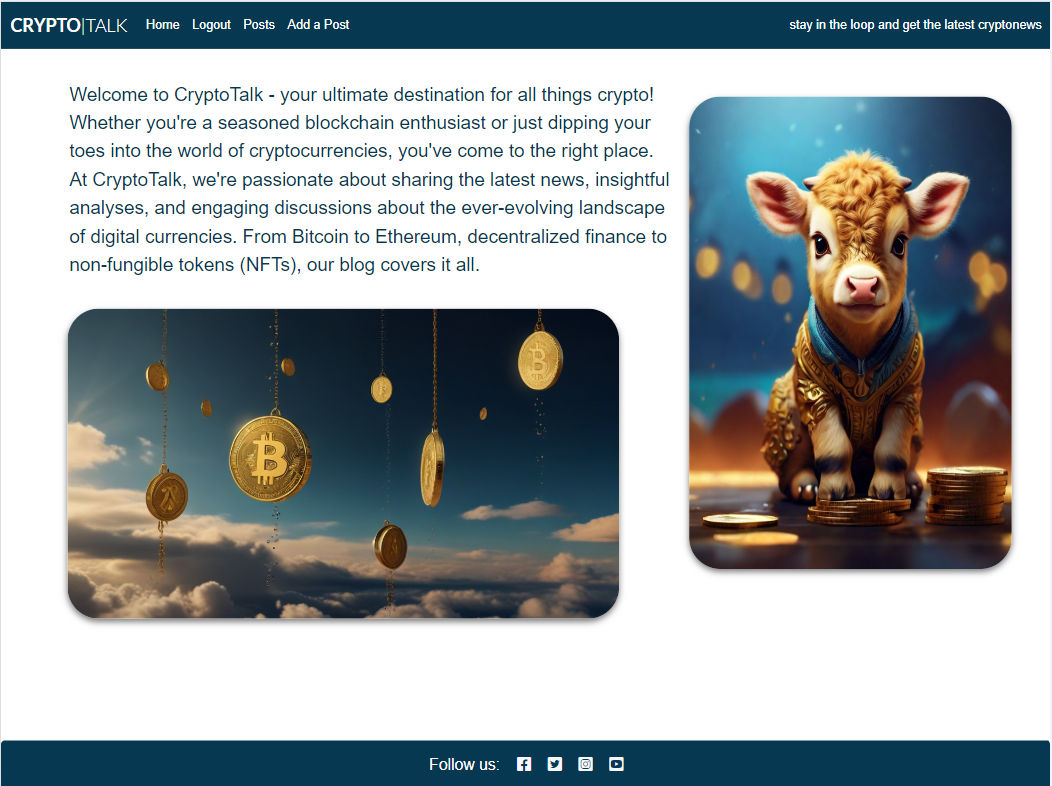 CRYPTO|TALK Home Logout Posts Add a Post stay in the loop and get the latest cryptonews
Welcome to CryptoTalk - your ultimate destination for all things crypto!
Whether you're a seasoned blockchain enthusiast or just dipping your
toes into the world of cryptocurrencies, you've come to the right place.
At CryptoTalk, we're passionate about sharing the latest news, insightful
analyses, and engaging discussions about the ever-evolving landscape
of digital currencies. From Bitcoin to Ethereum, decentralized finance to
non-fungible tokens (NFTs), our blog covers it all.
Follow us: